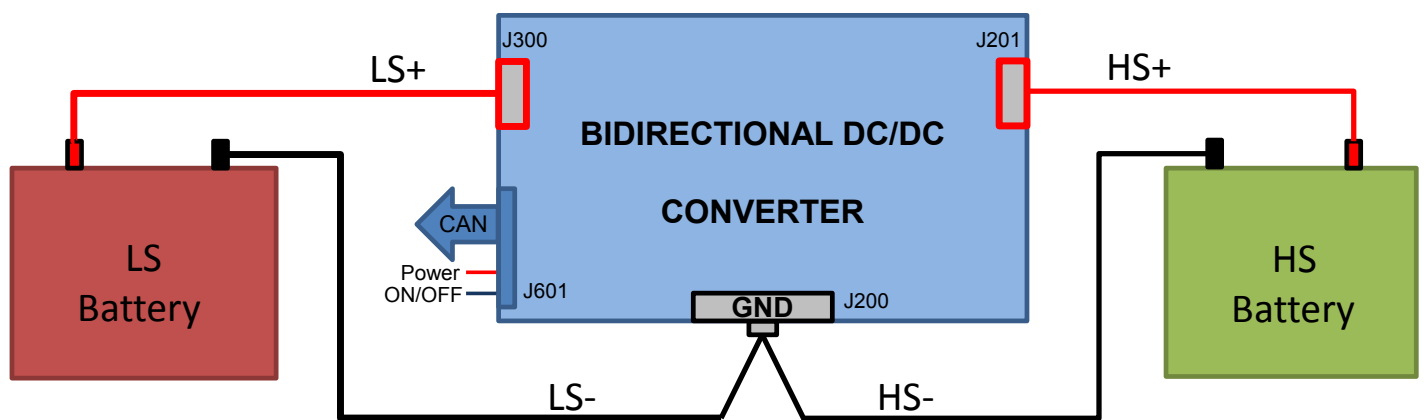 J300
J201
LS+
HS+
BIDIRECTIONAL DC/DC
CONVERTER
CAN
LS
Battery
HS
Battery
Power
ON/OFF
J601
GND
J200
LS-
HS-